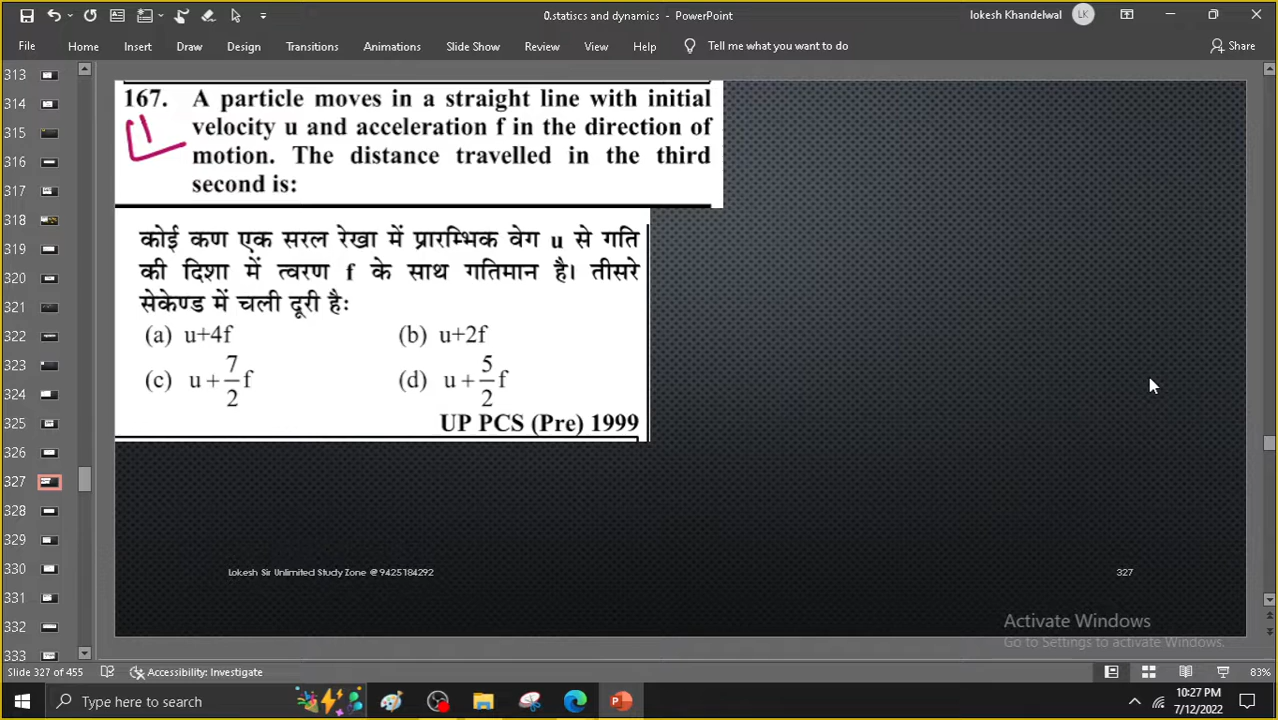 0.statiscs and dynamics - PowerPoint
lokesh Khandelwal LK
File Home Insert Draw Design Transitions Animations Slide Show Review View Help Tell me what you want to do Share
313
314
315
316
317
318
319
320
321
322
323
324
325
326
327
328
329
330
331
332
333
167. A particle moves in a straight line with initial
velocity u and acceleration f in the direction of
motion. The distance travelled in the third
second is:
कोई कण एक सरल रेखा में प्रारम्भिक वेग u से गति
की दिशा में त्वरण f के साथ गतिमान है। तीसरे
सेकेण्ड में चली दूरी है:
(a) u+4f (b) u+2f
(c) u + 7/2 f (d) u + 5/2 f
UP PCS (Pre) 1999
Lokesh Sir Unlimited Study Zone @ 9425184292 327
Activate Windows
Go to Settings to activate Windows.
Slide 327 of 455 Accessibility: Investigate 83%
Type here to search
10:27 PM
7/12/2022